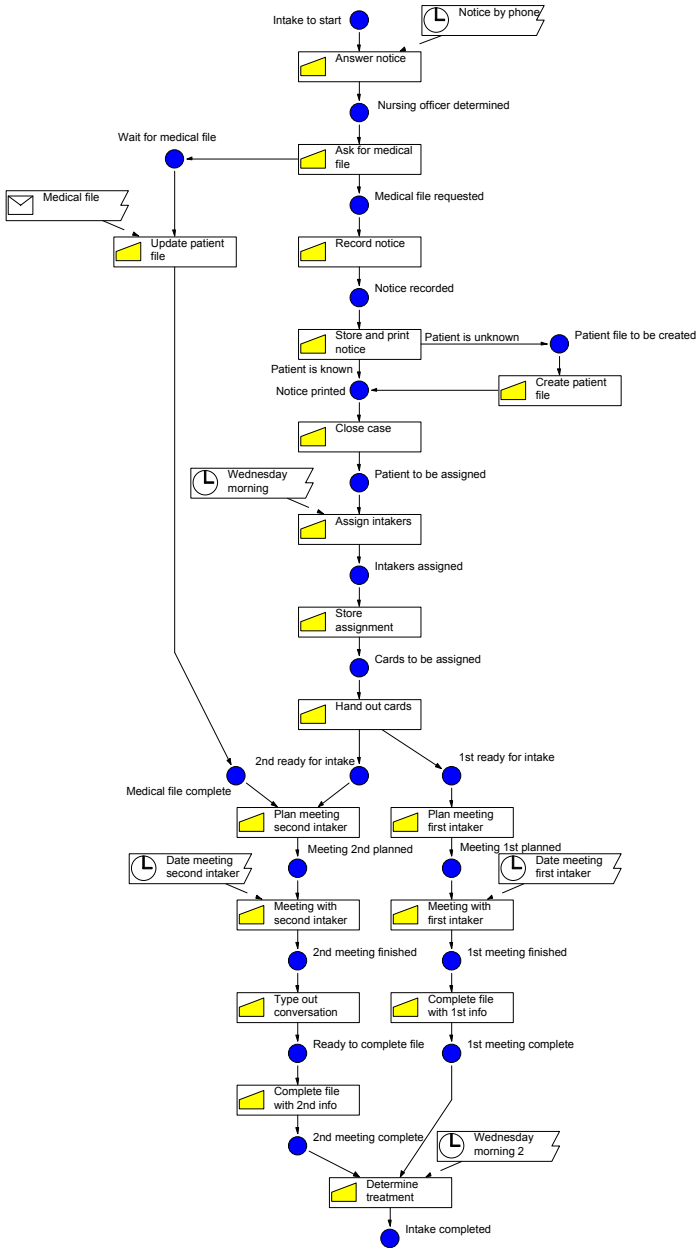 Intake to start
Notice by phone
Answer notice
Nursing officer determined
Wait for medical file
Ask for medical
file
Medical file requested
Medical file
Update patient
file
Record notice
Notice recorded
Store and print
notice
Patient is unknown
Patient file to be created
Patient is known
Notice printed
Create patient
file
Close case
Patient to be assigned
Wednesday
morning
Assign intakers
Intakers assigned
Store
assignment
Cards to be assigned
Hand out cards
2nd ready for intake
1st ready for intake
Medical file complete
Plan meeting
second intaker
Plan meeting
first intaker
Meeting 2nd planned
Meeting 1st planned
Date meeting
second intaker
Date meeting
first intaker
Meeting with
second intaker
Meeting with
first intaker
2nd meeting finished
1st meeting finished
Type out
conversation
Complete file
with 1st info
Ready to complete file
1st meeting complete
Complete file
with 2nd info
2nd meeting complete
Wednesday
morning 2
Determine
treatment
Intake completed